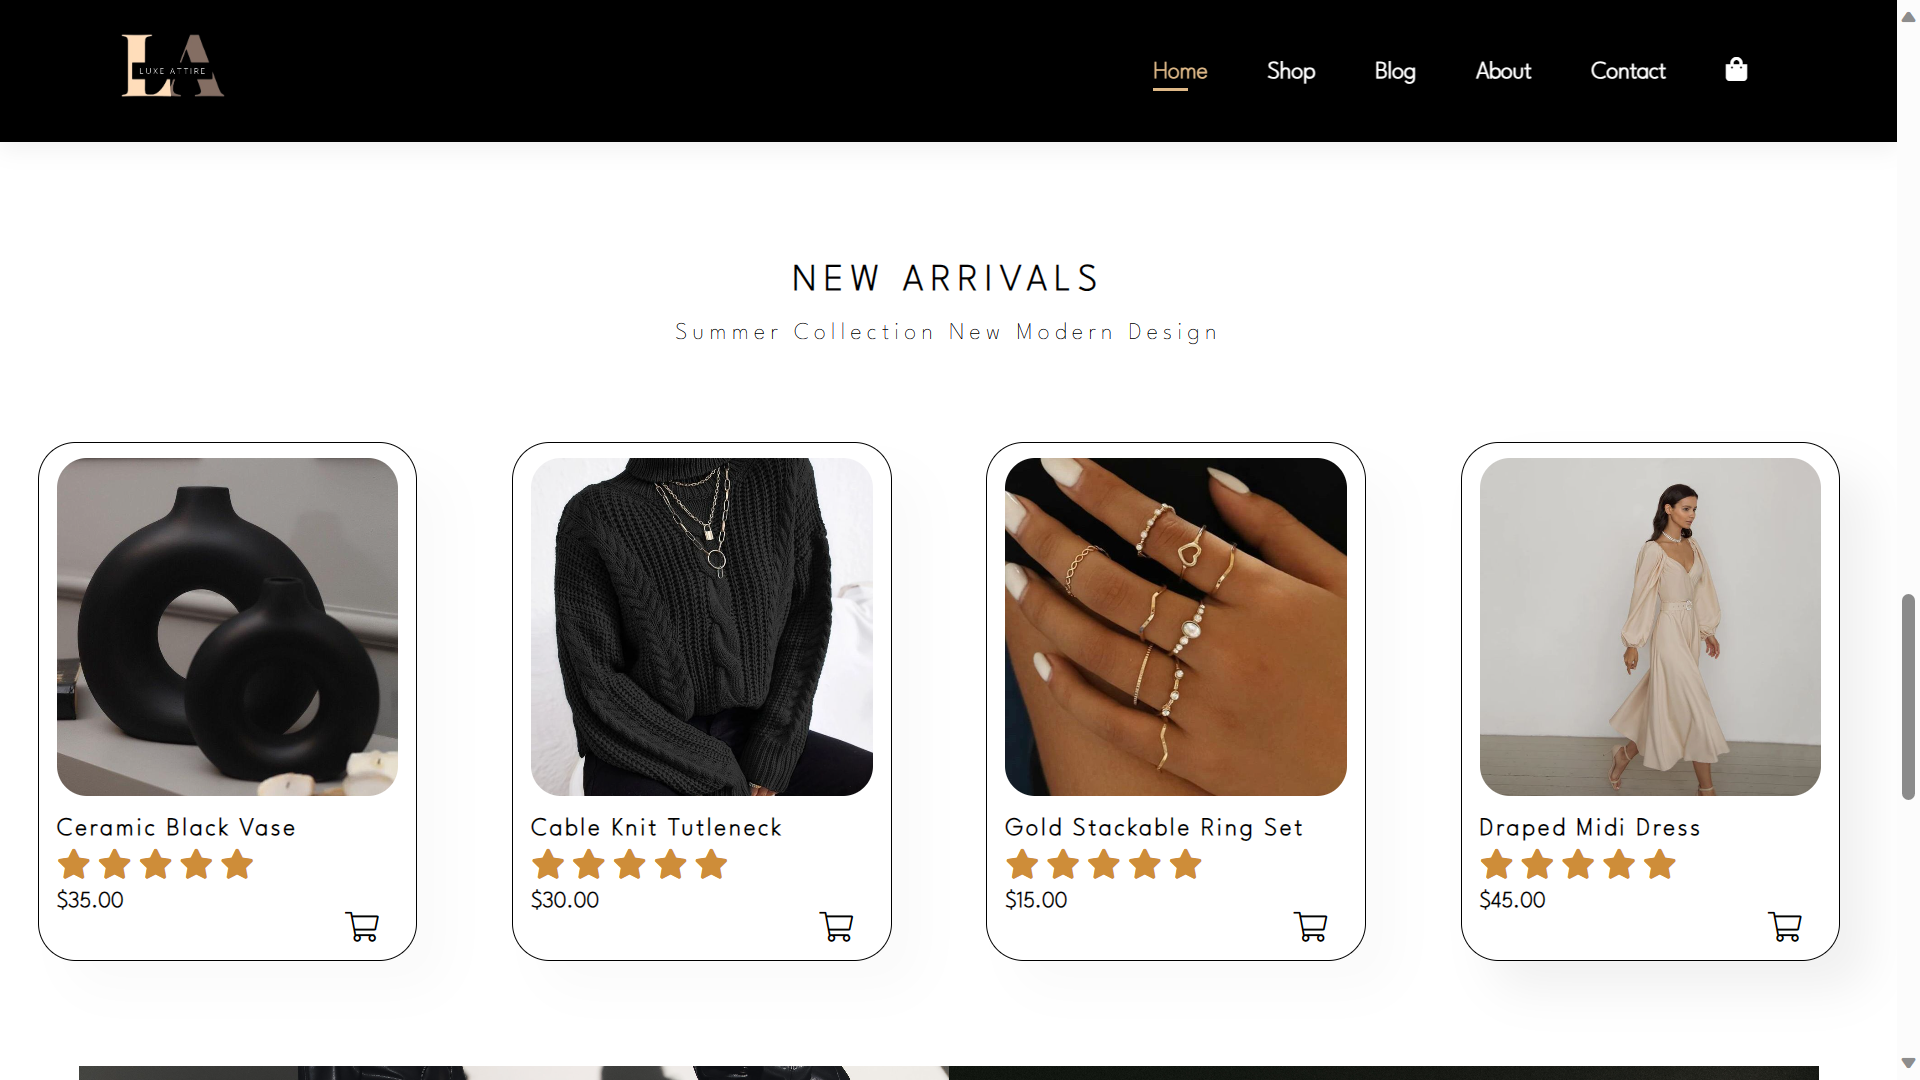 LA
LUXE ATTIRE
Home Shop Blog About Contact
NEW ARRIVALS
Summer Collection New Modern Design
Ceramic Black Vase
$35.00
Cable Knit Tutleneck
$30.00
Gold Stackable Ring Set
$15.00
Draped Midi Dress
$45.00